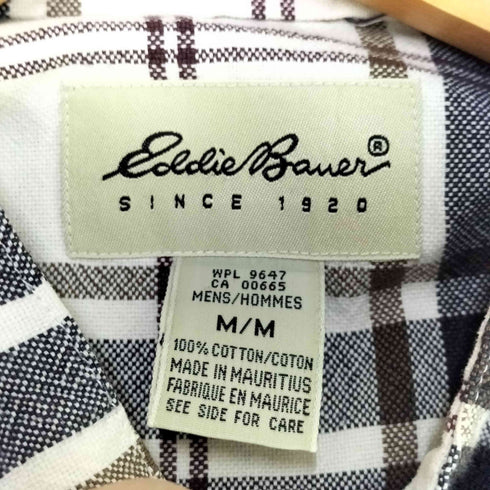 Eddie Bauer®
SINCE 1920
WPL 9647
CA 00665
MENS/HOMMES
M/M
100% COTTON/COTON
MADE IN MAURITIUS
FABRIQUE EN MAURICE
SEE SIDE FOR CARE